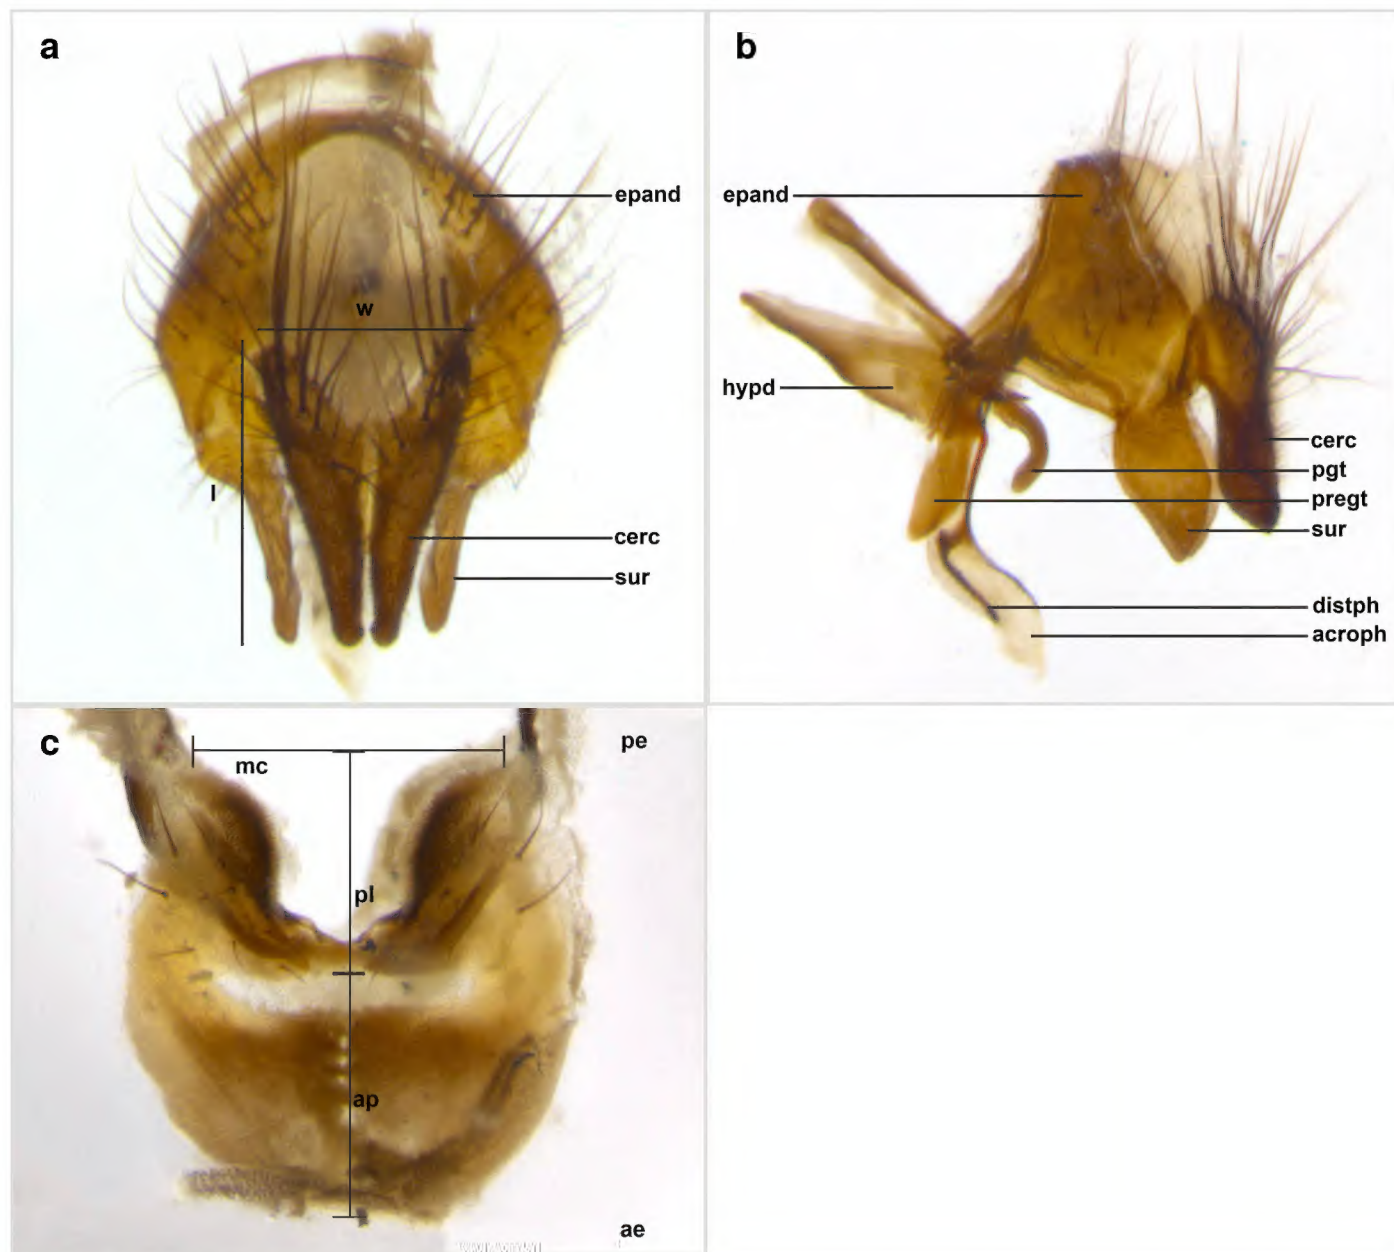 a
epand
w
l
cerc
sur
b
epand
hypd
cerc
pgt
pregt
sur
distph
acroph
c
pe
mc
pl
ap
ae